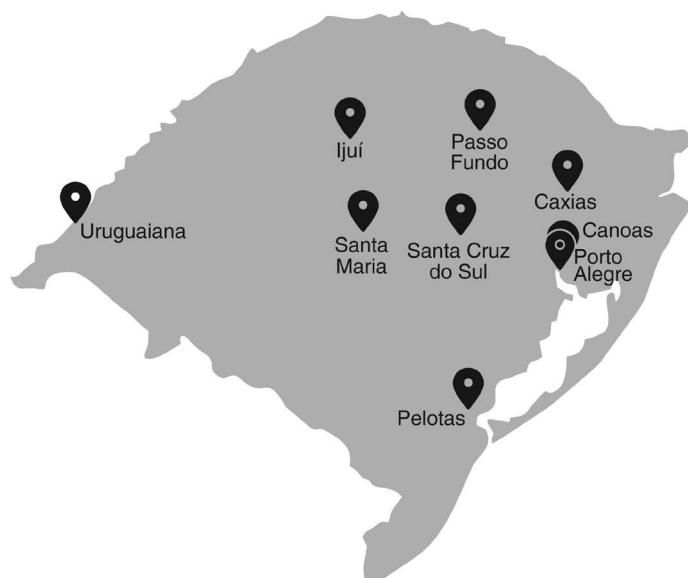 Ijuí
Passo
Fundo
Caxias
Uruguaiana
Santa
Maria
Santa Cruz
do Sul
Canoas
Porto
Alegre
Pelotas